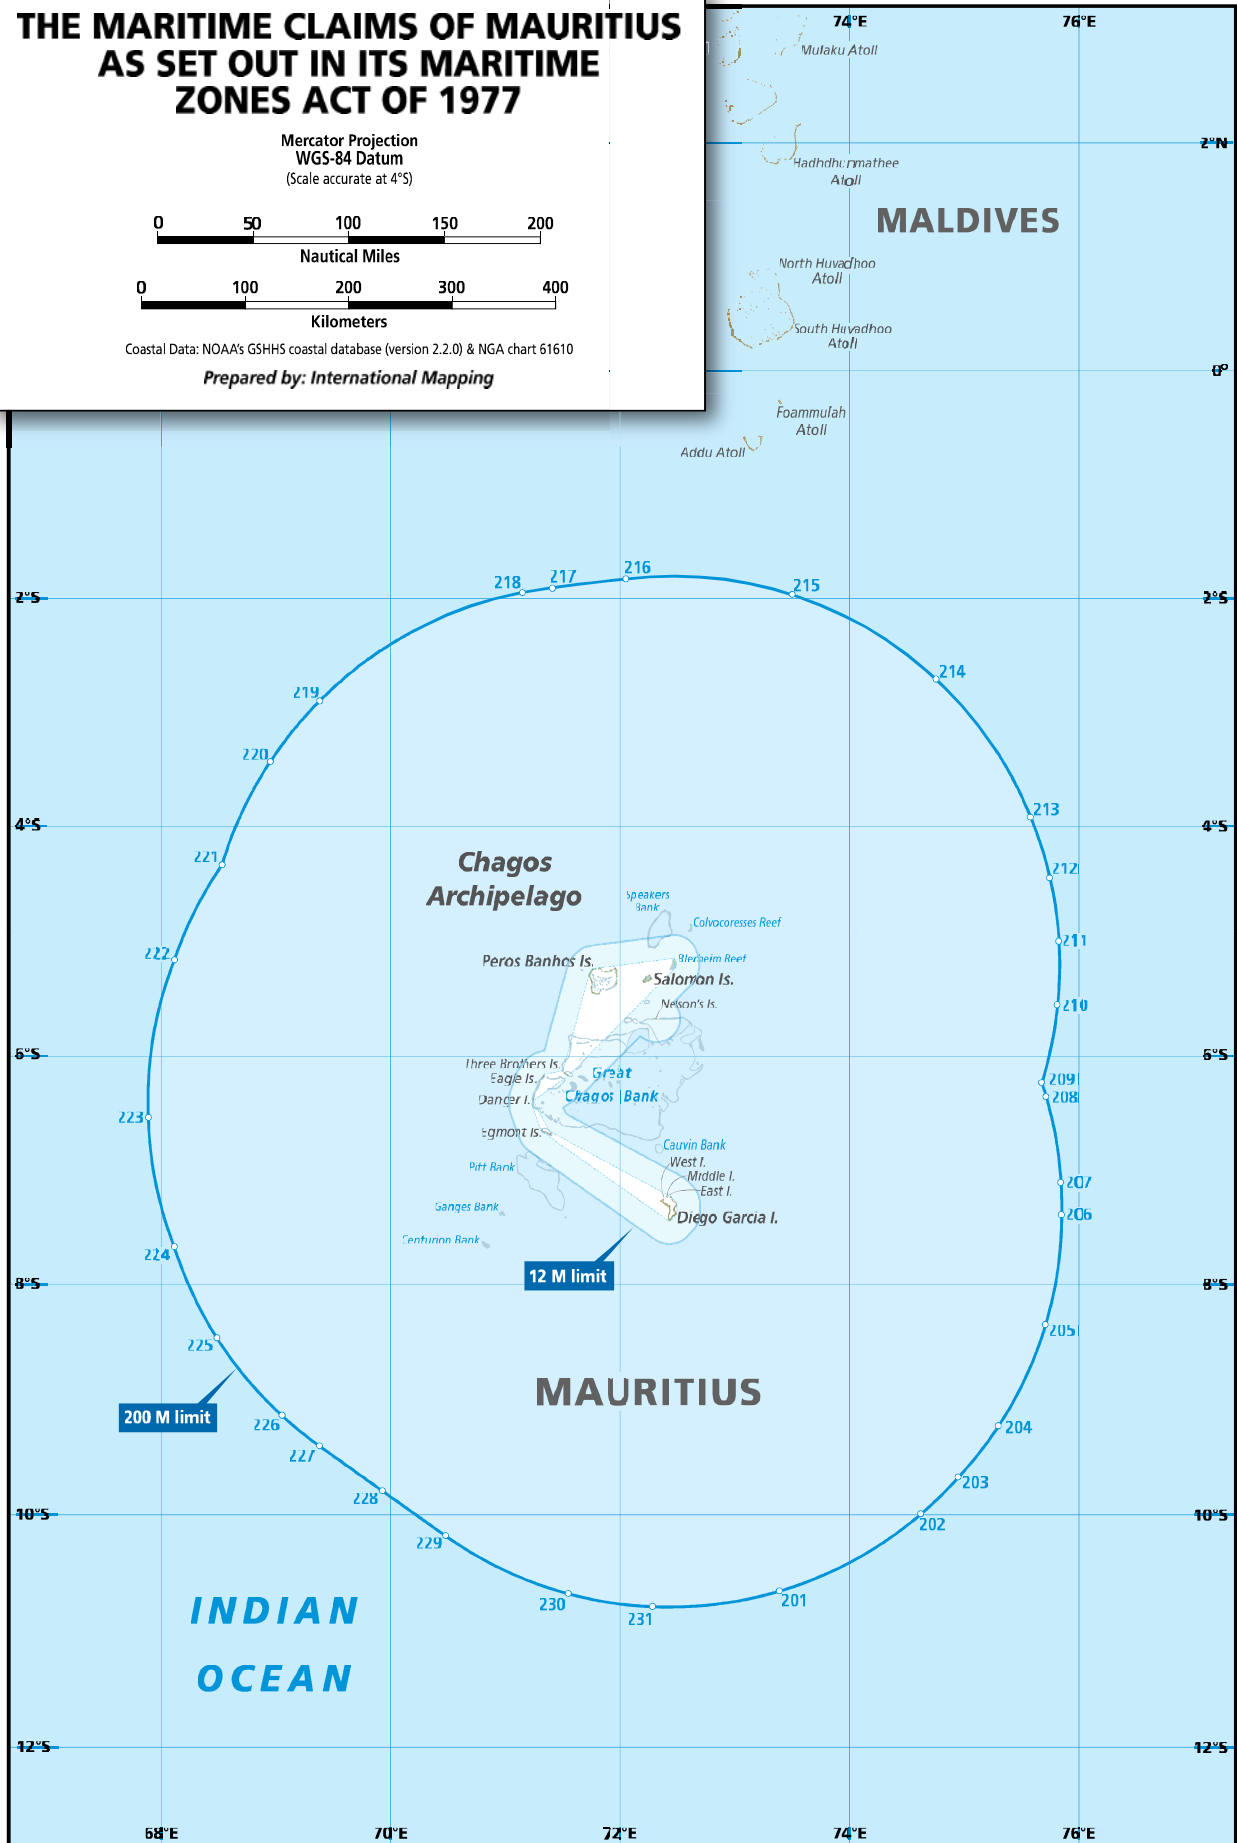 THE MARITIME CLAIMS OF MAURITIUS
AS SET OUT IN ITS MARITIME
ZONES ACT OF 1977
Mercator Projection
WGS-84 Datum
(Scale accurate at 4°S)
0 50 100 150 200
Nautical Miles
0 100 200 300 400
Kilometers
Coastal Data: NOAA's GSHHS coastal database (version 2.2.0) & NGA chart 61610
Prepared by: International Mapping
74°E 76°E
Mulaku Atoll
2°N
Hadhdhunmathee
Atoll
MALDIVES
North Huvadhoo
Atoll
South Huvadhoo
Atoll
0°
Foammulah
Atoll
Addu Atoll
216
217
218
215
2°S 2°S
214
219
220
213
4°S 4°S
221
212
Chagos
Archipelago
Speakers
Bank
Colvocoresses Reef
211
222
Peros Banhos Is.
Blenheim Reef
Salomon Is.
Nelson's Is.
210
6°S 6°S
Three Brothers Is.
Eagle Is.
Great
Chagos Bank
209
208
Danger I.
223
Egmont Is.
Cauvin Bank
Pitt Bank
West I.
Middle I.
East I.
207
Ganges Bank
Diego Garcia I.
206
Centurion Bank
224
12 M limit
8°S 8°S
205
225
MAURITIUS
200 M limit
226
204
227
203
228
10°S 10°S
202
229
230
201
231
INDIAN
OCEAN
12°S 12°S
68°E 70°E 72°E 74°E 76°E